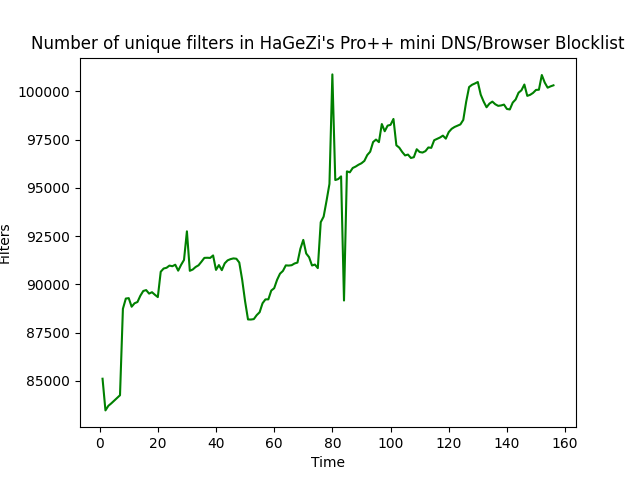 Number of unique filters in HaGeZi's Pro++ mini DNS/Browser Blocklist
100000
97500
95000
92500
90000
87500
85000
Filters
0 20 40 60 80 100 120 140 160
Time